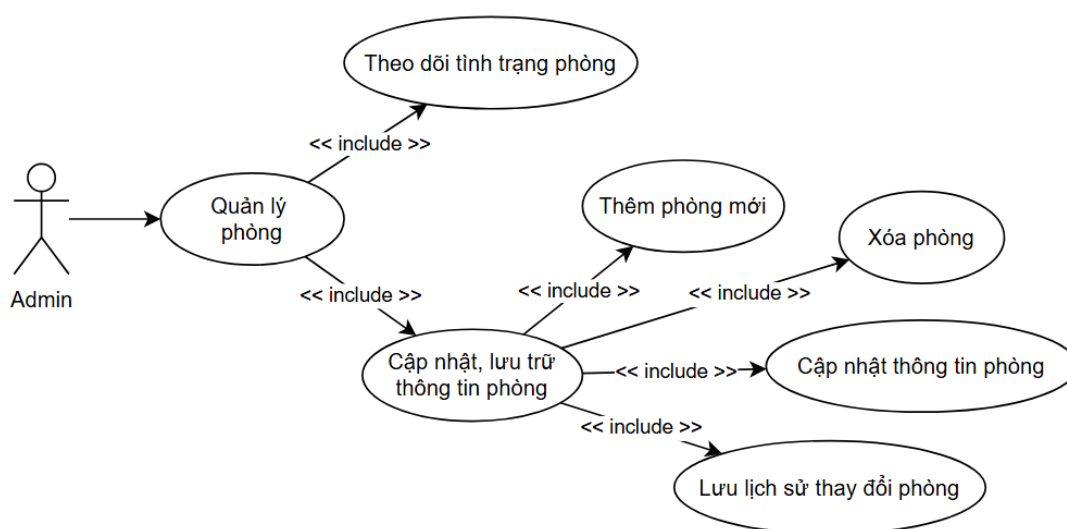 Theo dõi tình trạng phòng
<< include >>
Quản lý
phòng
Admin
<< include >>
Thêm phòng mới
Xóa phòng
<< include >>
<< include >>
Cập nhật, lưu trữ
thông tin phòng
<< include >>
Cập nhật thông tin phòng
<< include >>
Lưu lịch sử thay đổi phòng